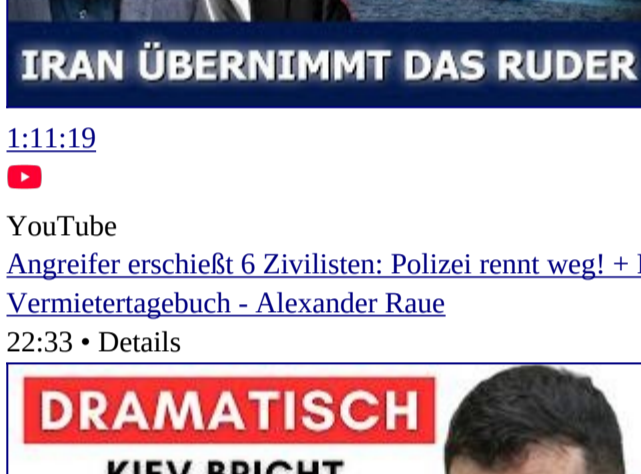 IRAN ÜBERNIMMT DAS RUDER
1:11:19
YouTube
Angreifer erschießt 6 Zivilisten: Polizei rennt weg! +
Vermietertagebuch - Alexander Raue
22:33 • Details
DRAMATISCH
KIEV BRICHT